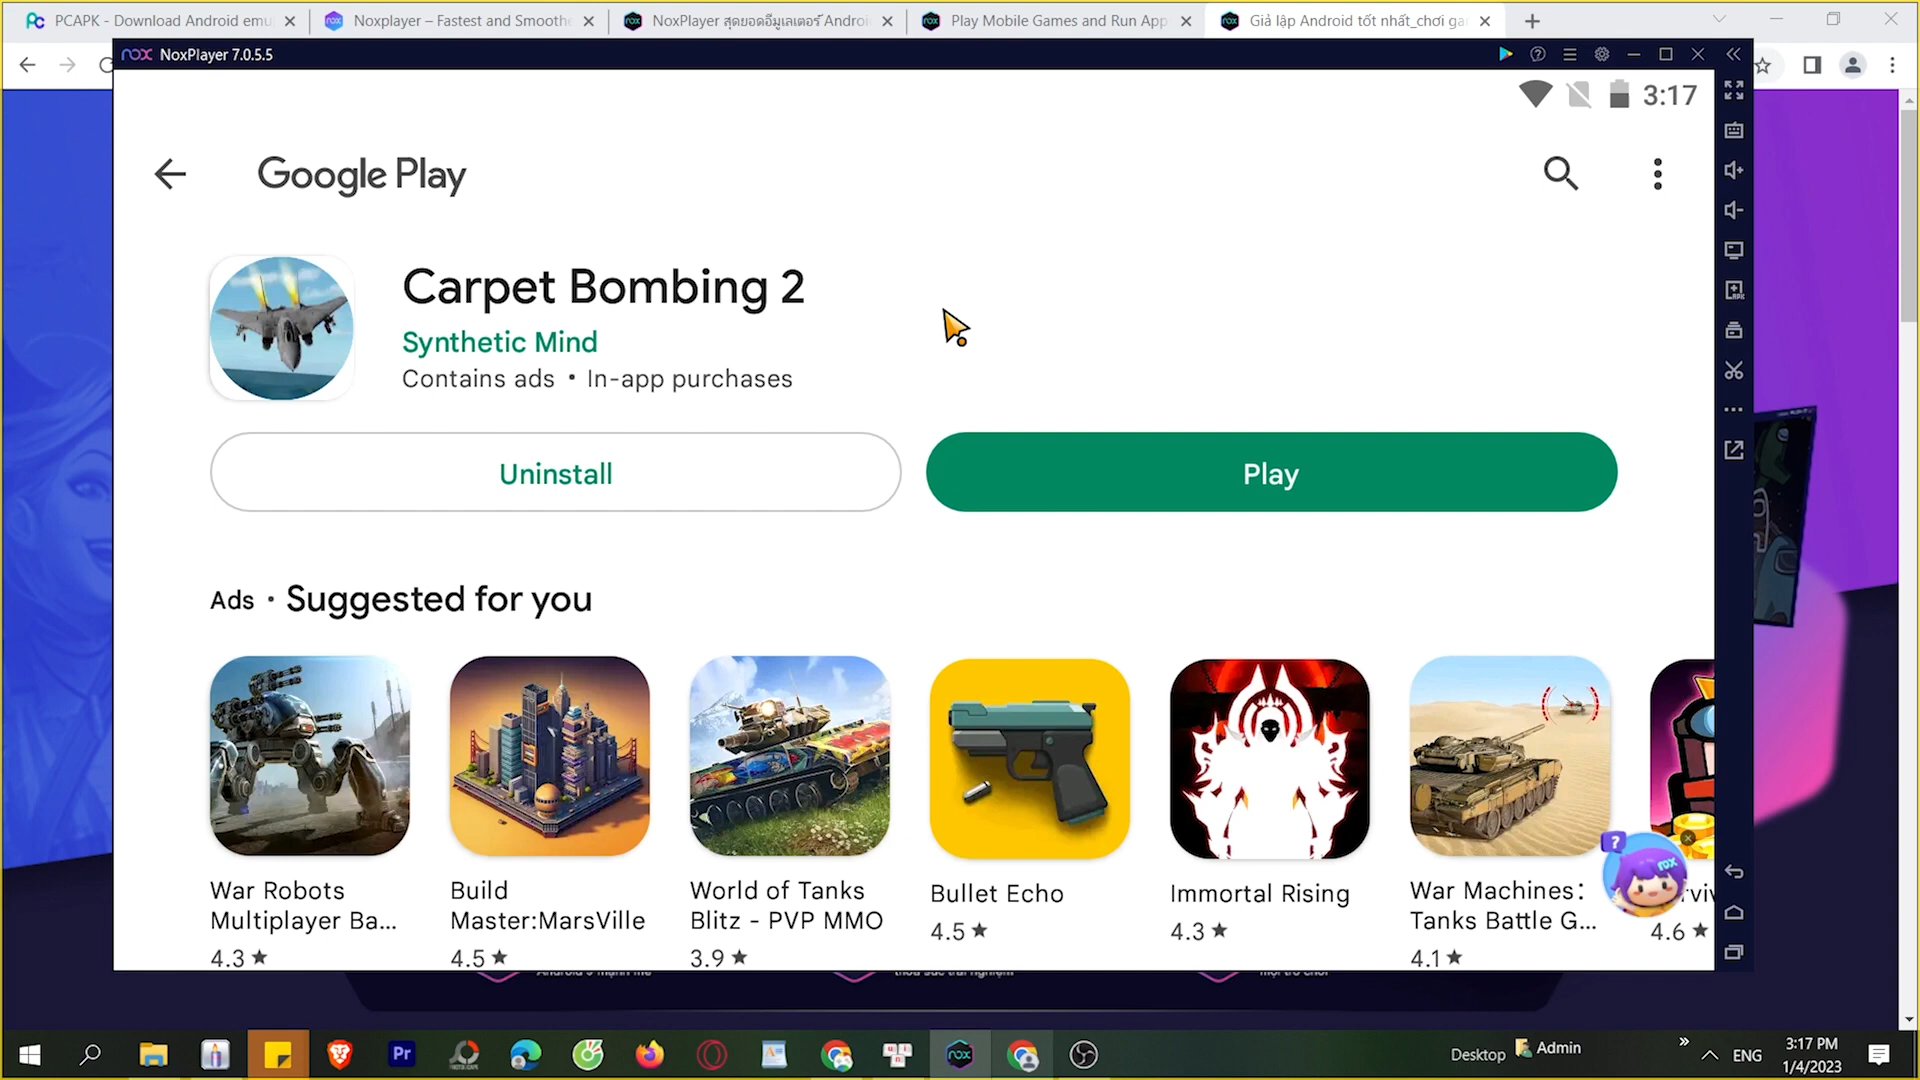 PCAPK - Download Android emu
Noxplayer – Fastest and Smoothe
NoxPlayer สุดยอดอีมูเลเตอร์ Androi
Play Mobile Games and Run App
Giả lập Android tốt nhất_chơi ga
nox NoxPlayer 7.0.5.5
3:17
Google Play
Carpet Bombing 2
Synthetic Mind
Contains ads • In-app purchases
Uninstall
Play
Ads · Suggested for you
War Robots
Multiplayer Ba...
4.3 ★
Build
Master:MarsVille
4.5 ★
World of Tanks
Blitz - PVP MMO
3.9 ★
Bullet Echo
4.5 ★
Immortal Rising
4.3 ★
War Machines:
Tanks Battle G...
4.1 ★
4.6 ★
Desktop
Admin
ENG
3:17 PM
1/4/2023